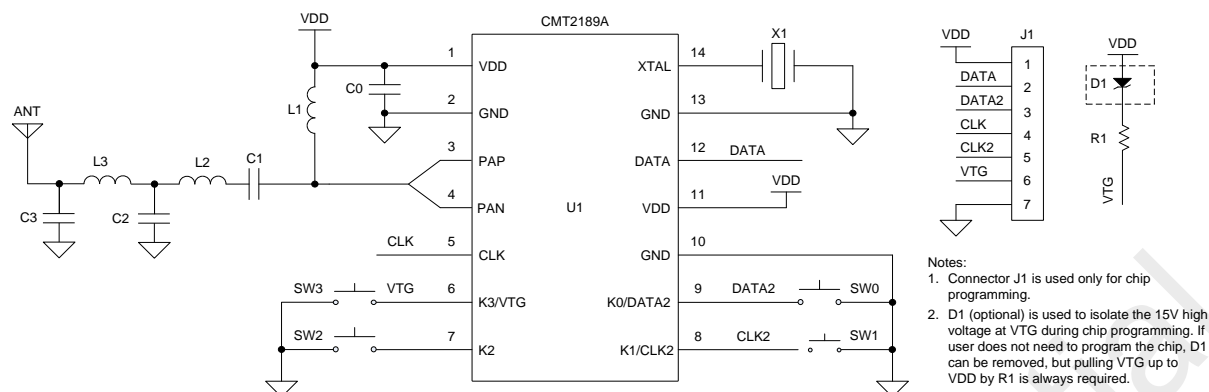 CMT2189A
VDD
1
VDD
C0
L1
2
GND
ANT
3
PAP
L3
L2
C1
4
PAN
C3
C2
U1
CLK
5
CLK
SW3
VTG
6
K3/VTG
SW2
7
K2
X1
14
XTAL
13
GND
12
DATA
DATA
VDD
11
VDD
10
GND
9
K0/DATA2
DATA2
SW0
8
K1/CLK2
CLK2
SW1
J1
VDD
1
DATA
2
DATA2
3
CLK
4
CLK2
5
VTG
6
7
VDD
D1
R1
VTG
Notes:
1. Connector J1 is used only for chip
programming.
2. D1 (optional) is used to isolate the 15V high
voltage at VTG during chip programming. If
user does not need to program the chip, D1
can be removed, but pulling VTG up to
VDD by R1 is always required.